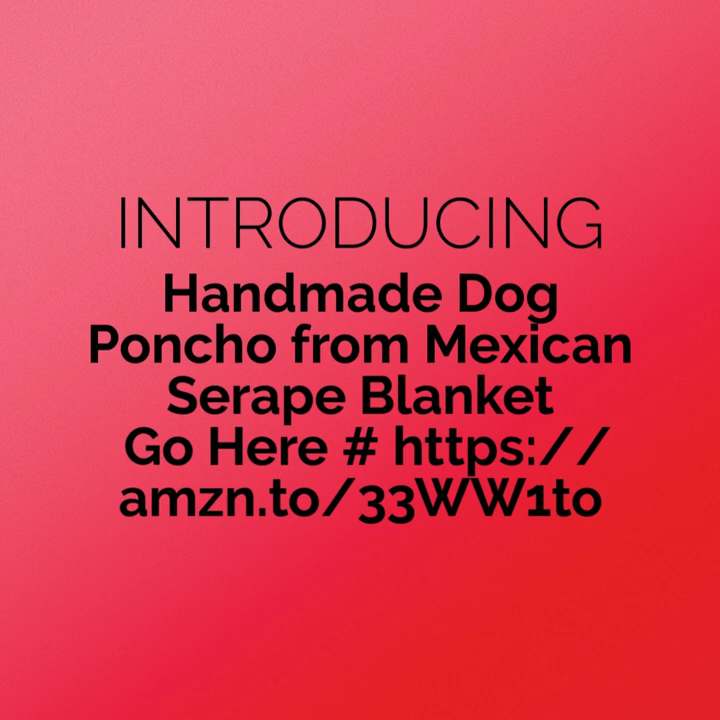 INTRODUCING
Handmade Dog
Poncho from Mexican
Serape Blanket
Go Here # https://
amzn.to/33WW1to